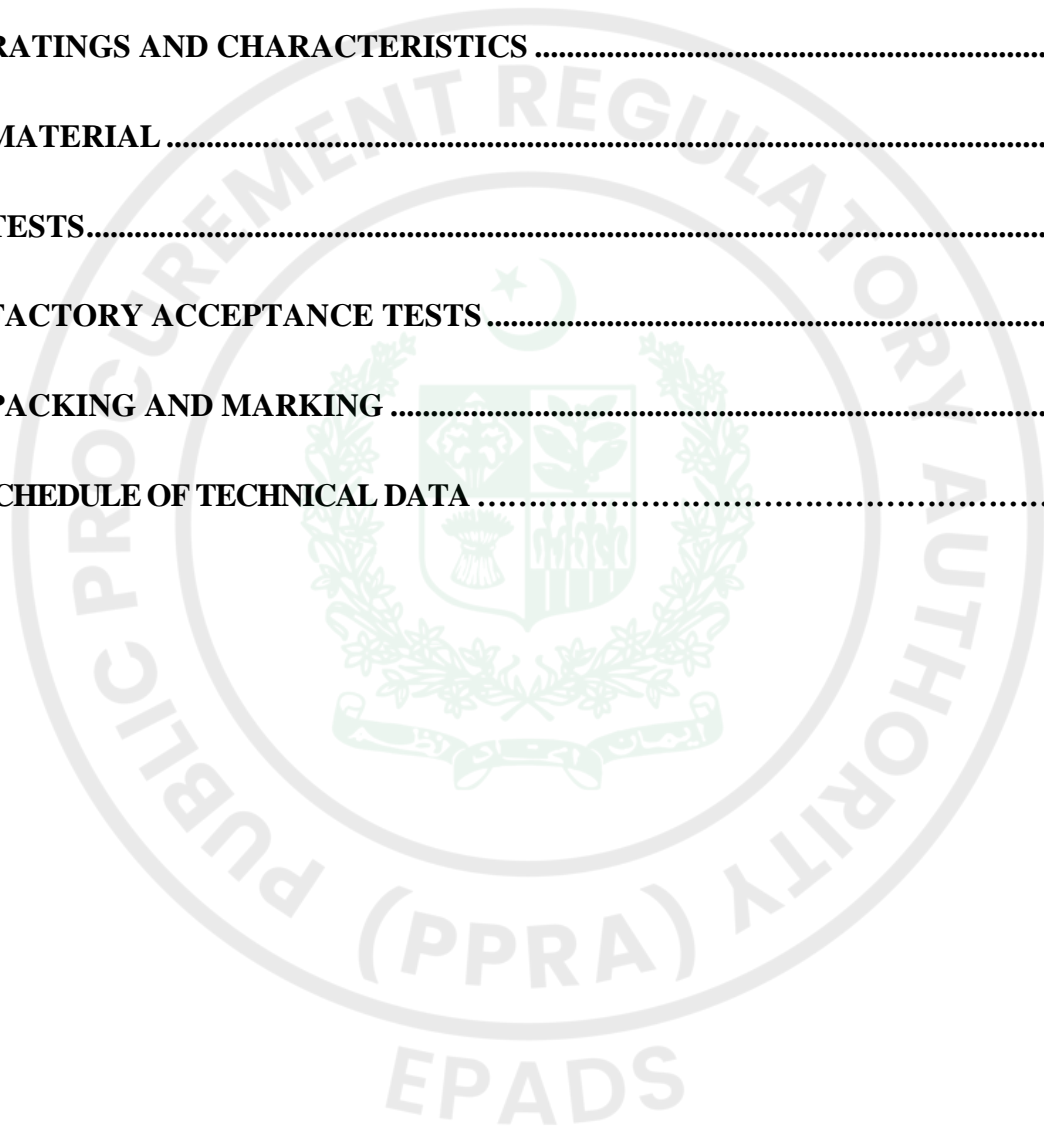 RATINGS AND CHARACTERISTICS ................................................................
MATERIAL ................................................................
TESTS................................................................
FACTORY ACCEPTANCE TESTS ................................................................
PACKING AND MARKING ................................................................
CHEDULE OF TECHNICAL DATA ................................................................
PUBLIC PROCUREMENT REGULATORY AUTHORITY
(PPRA)
EPADS